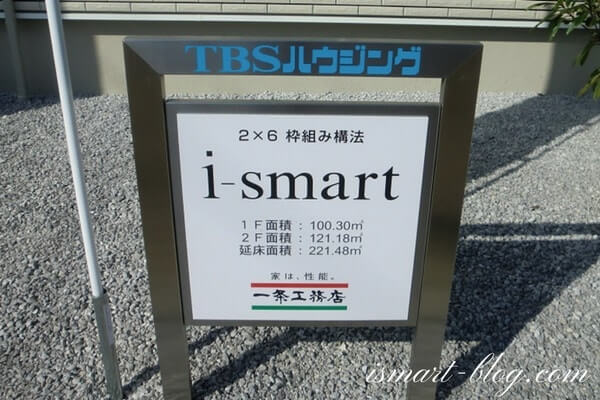 TBSハウジング
2×6 枠組み構法
i-smart
1F面積 : 100.30㎡
2F面積 : 121.18㎡
延床面積 : 221.48㎡
家は、性能。
一条工務店
ismart-blog.com